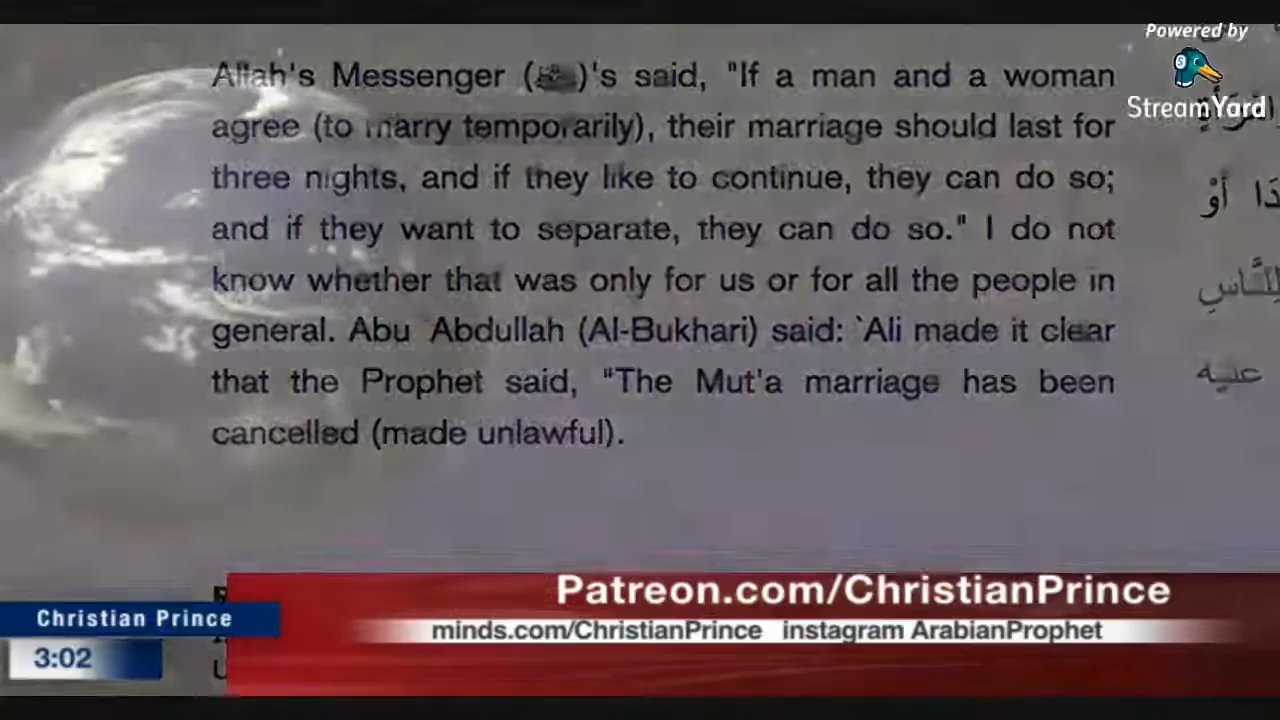 Powered by
StreamYard
Allah's Messenger (ﷺ)'s said, "If a man and a woman
agree (to marry temporarily), their marriage should last for
three nights, and if they like to continue, they can do so;
and if they want to separate, they can do so." I do not
know whether that was only for us or for all the people in
general. Abu Abdullah (Al-Bukhari) said: `Ali made it clear
that the Prophet said, "The Mut'a marriage has been
cancelled (made unlawful).
أَوْ
عليه
Patreon.com/ChristianPrince
Christian Prince
minds.com/ChristianPrince instagram ArabianProphet
3:02